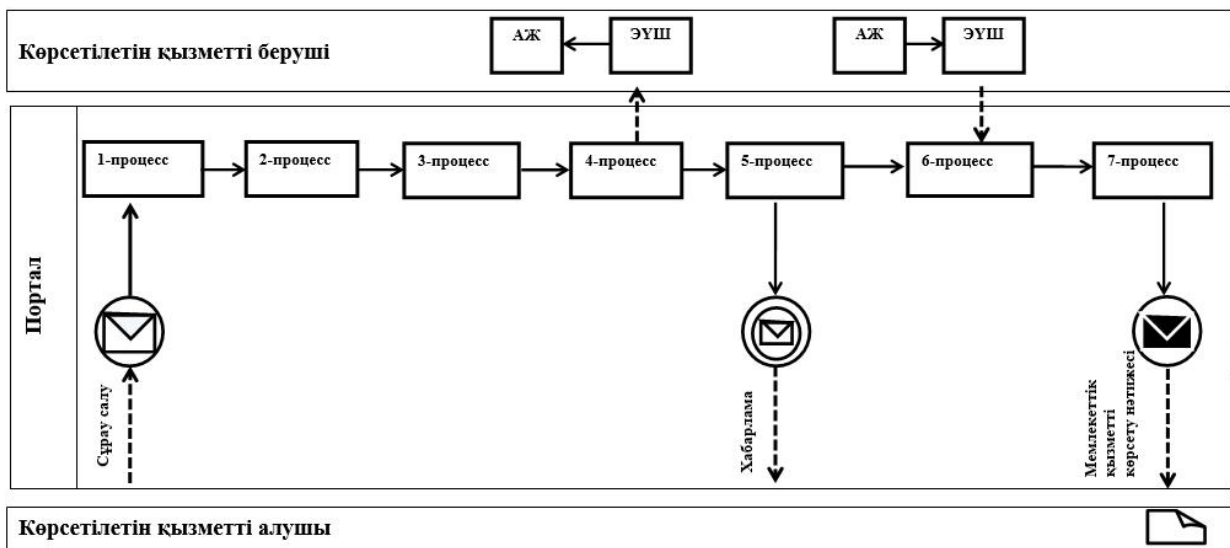 Көрсетілетін қызметті беруші
АЖ
ЭҮШ
АЖ
ЭҮШ
Портал
1-процесс
2-процесс
3-процесс
4-процесс
5-процесс
6-процесс
7-процесс
Сұрау салу
Хабарлама
Мемлекеттік
қызметті
көрсету нәтижесі
Көрсетілетін қызметті алушы